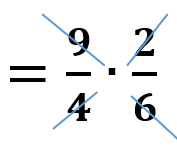 = 9/4 · 2/6